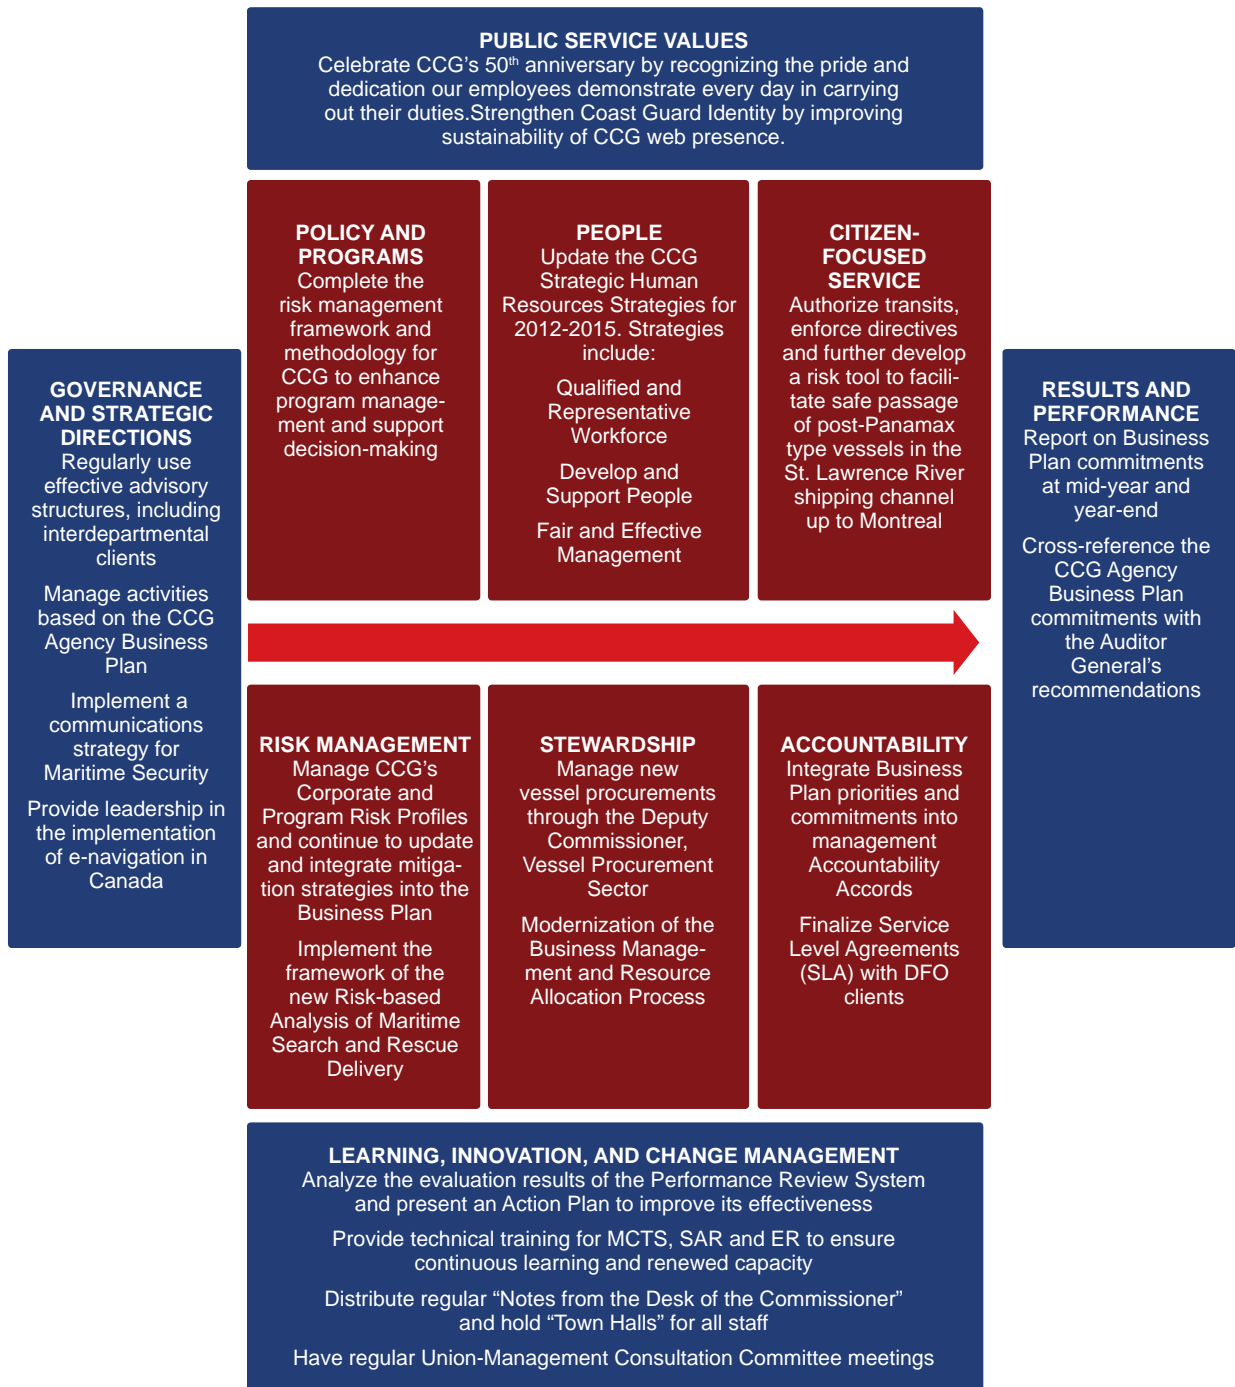 PUBLIC SERVICE VALUES
Celebrate CCG's 50th anniversary by recognizing the pride and
dedication our employees demonstrate every day in carrying
out their duties.Strengthen Coast Guard Identity by improving
sustainability of CCG web presence.
GOVERNANCE
AND STRATEGIC
DIRECTIONS
Regularly use
effective advisory
structures, including
interdepartmental
clients
Manage activities
based on the CCG
Agency Business
Plan
Implement a
communications
strategy for
Maritime Security
Provide leadership in
the implementation
of e-navigation in
Canada
POLICY AND
PROGRAMS
Complete the
risk management
framework and
methodology for
CCG to enhance
program manage-
ment and support
decision-making
PEOPLE
Update the CCG
Strategic Human
Resources Strategies for
2012-2015. Strategies
include:
Qualified and
Representative
Workforce
Develop and
Support People
Fair and Effective
Management
CITIZEN-
FOCUSED
SERVICE
Authorize transits,
enforce directives
and further develop
a risk tool to facili-
tate safe passage
of post-Panamax
type vessels in the
St. Lawrence River
shipping channel
up to Montreal
RISK MANAGEMENT
Manage CCG's
Corporate and
Program Risk Profiles
and continue to update
and integrate mitiga-
tion strategies into the
Business Plan
Implement the
framework of the
new Risk-based
Analysis of Maritime
Search and Rescue
Delivery
STEWARDSHIP
Manage new
vessel procurements
through the Deputy
Commissioner,
Vessel Procurement
Sector
Modernization of the
Business Manage-
ment and Resource
Allocation Process
ACCOUNTABILITY
Integrate Business
Plan priorities and
commitments into
management
Accountability
Accords
Finalize Service
Level Agreements
(SLA) with DFO
clients
RESULTS AND
PERFORMANCE
Report on Business
Plan commitments
at mid-year and
year-end
Cross-reference the
CCG Agency
Business Plan
commitments with
the Auditor
General's
recommendations
LEARNING, INNOVATION, AND CHANGE MANAGEMENT
Analyze the evaluation results of the Performance Review System
and present an Action Plan to improve its effectiveness
Provide technical training for MCTS, SAR and ER to ensure
continuous learning and renewed capacity
Distribute regular “Notes from the Desk of the Commissioner”
and hold “Town Halls” for all staff
Have regular Union-Management Consultation Committee meetings